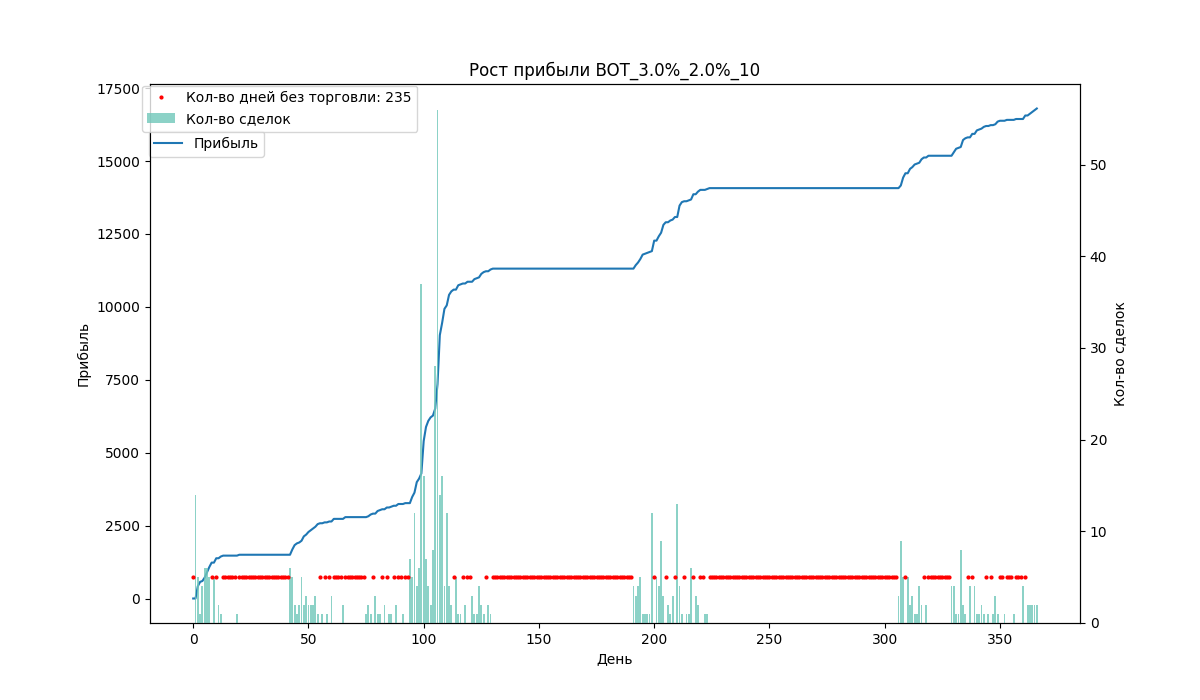 Рост прибыли BOT_3.0%_2.0%_10
Кол-во дней без торговли: 235
Кол-во сделок
Прибыль
17500
15000
12500
10000
7500
5000
2500
0
Прибыль
50
40
30
20
10
0
Кол-во сделок
0 50 100 150 200 250 300 350
День